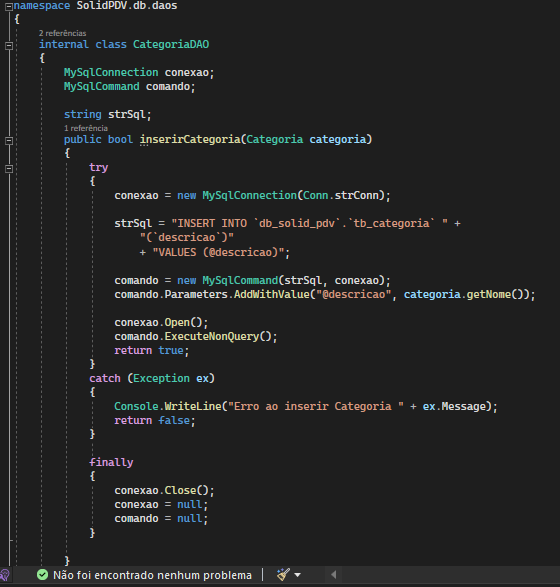 namespace SolidPDV.db.daos
{
2 referências
internal class CategoriaDAO
{
MySqlConnection conexao;
MySqlCommand comando;
string strSql;
1 referência
public bool inserirCategoria(Categoria categoria)
{
try
{
conexao = new MySqlConnection(Conn.strConn);
strSql = "INSERT INTO `db_solid_pdv`.`tb_categoria` " +
"(`descricao`)"
+ "VALUES (@descricao)";
comando = new MySqlCommand(strSql, conexao);
comando.Parameters.AddWithValue("@descricao", categoria.getNome());
conexao.Open();
comando.ExecuteNonQuery();
return true;
}
catch (Exception ex)
{
Console.WriteLine("Erro ao inserir Categoria " + ex.Message);
return false;
}
finally
{
conexao.Close();
conexao = null;
comando = null;
}
}
Não foi encontrado nenhum problema